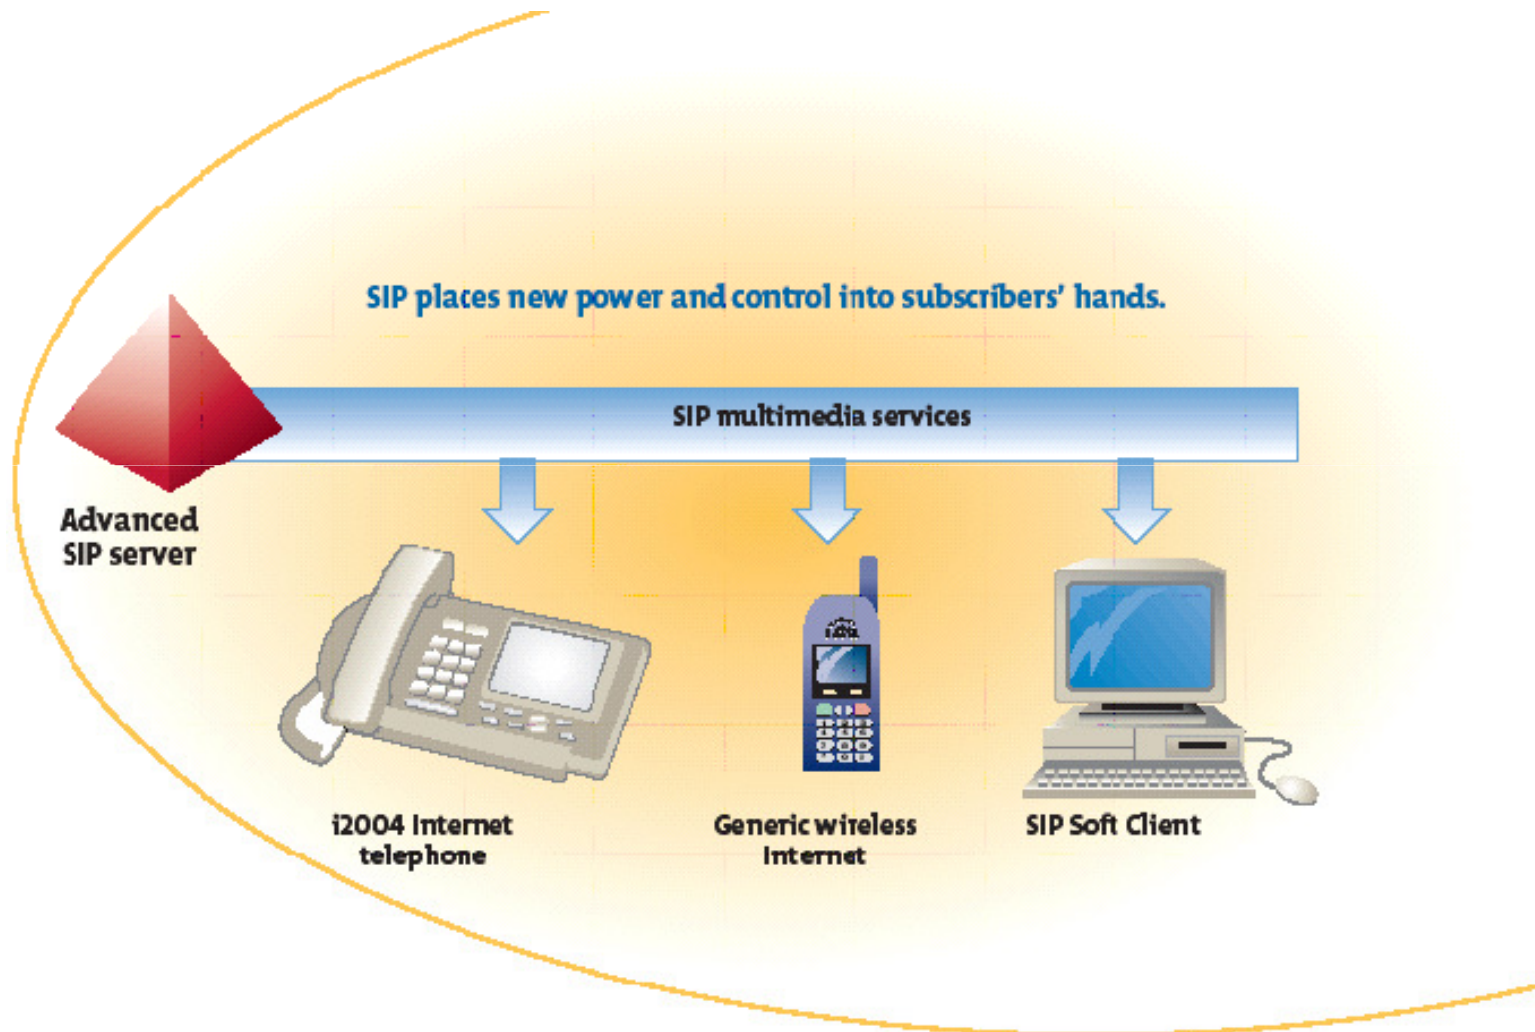 SIP places new power and control into subscribers' hands.
SIP multimedia services
Advanced
SIP server
i2004 Internet
telephone
Generic wireless
Internet
SIP Soft Client